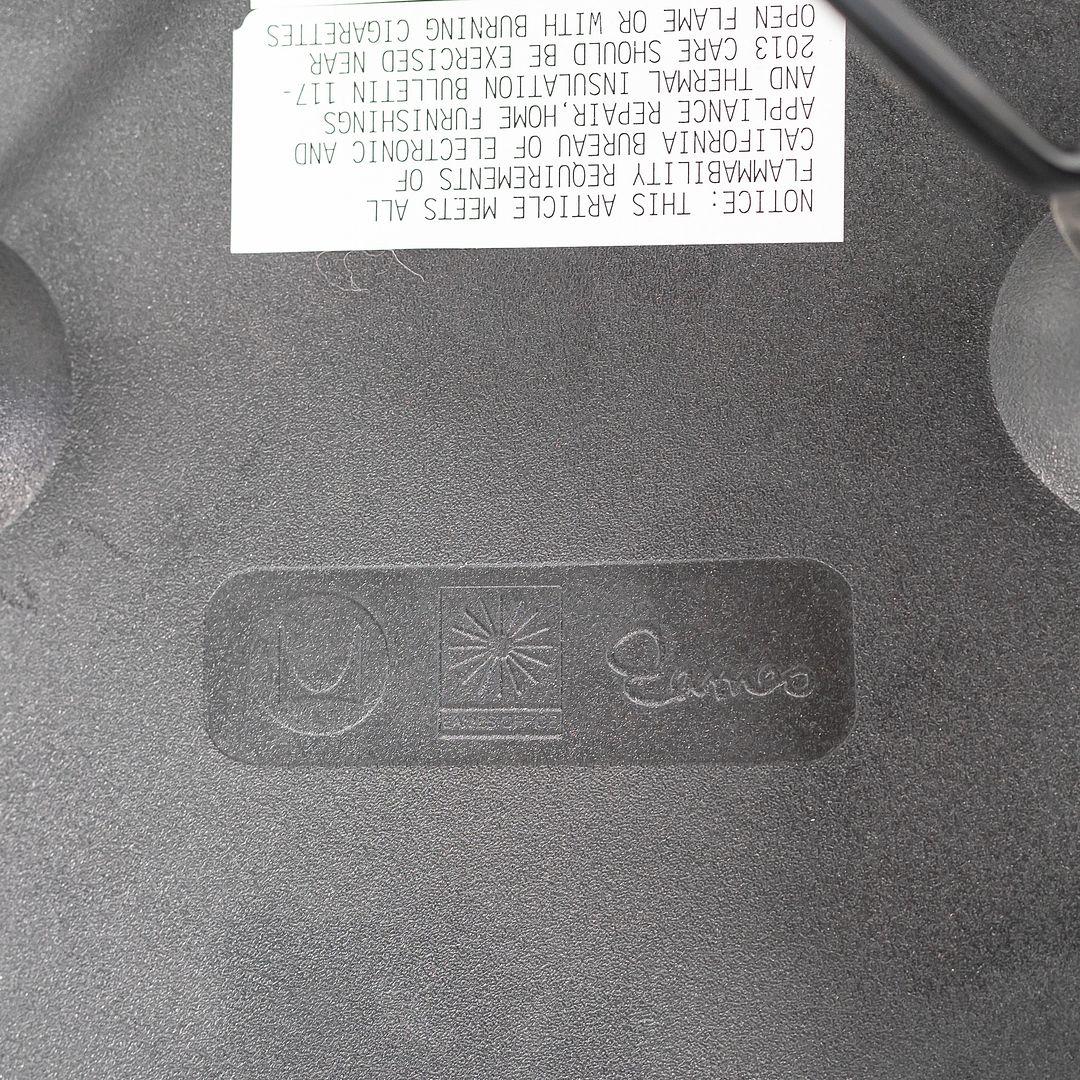 NOTICE: THIS ARTICLE MEETS ALL
FLAMMABILITY REQUIREMENTS OF
CALIFORNIA BUREAU OF ELECTRONIC AND
APPLIANCE REPAIR,HOME FURNISHINGS
AND THERMAL INSULATION BULLETIN 117-
2013 CARE SHOULD BE EXERCISED NEAR
OPEN FLAME OR WITH BURNING CIGARETTES
Eames